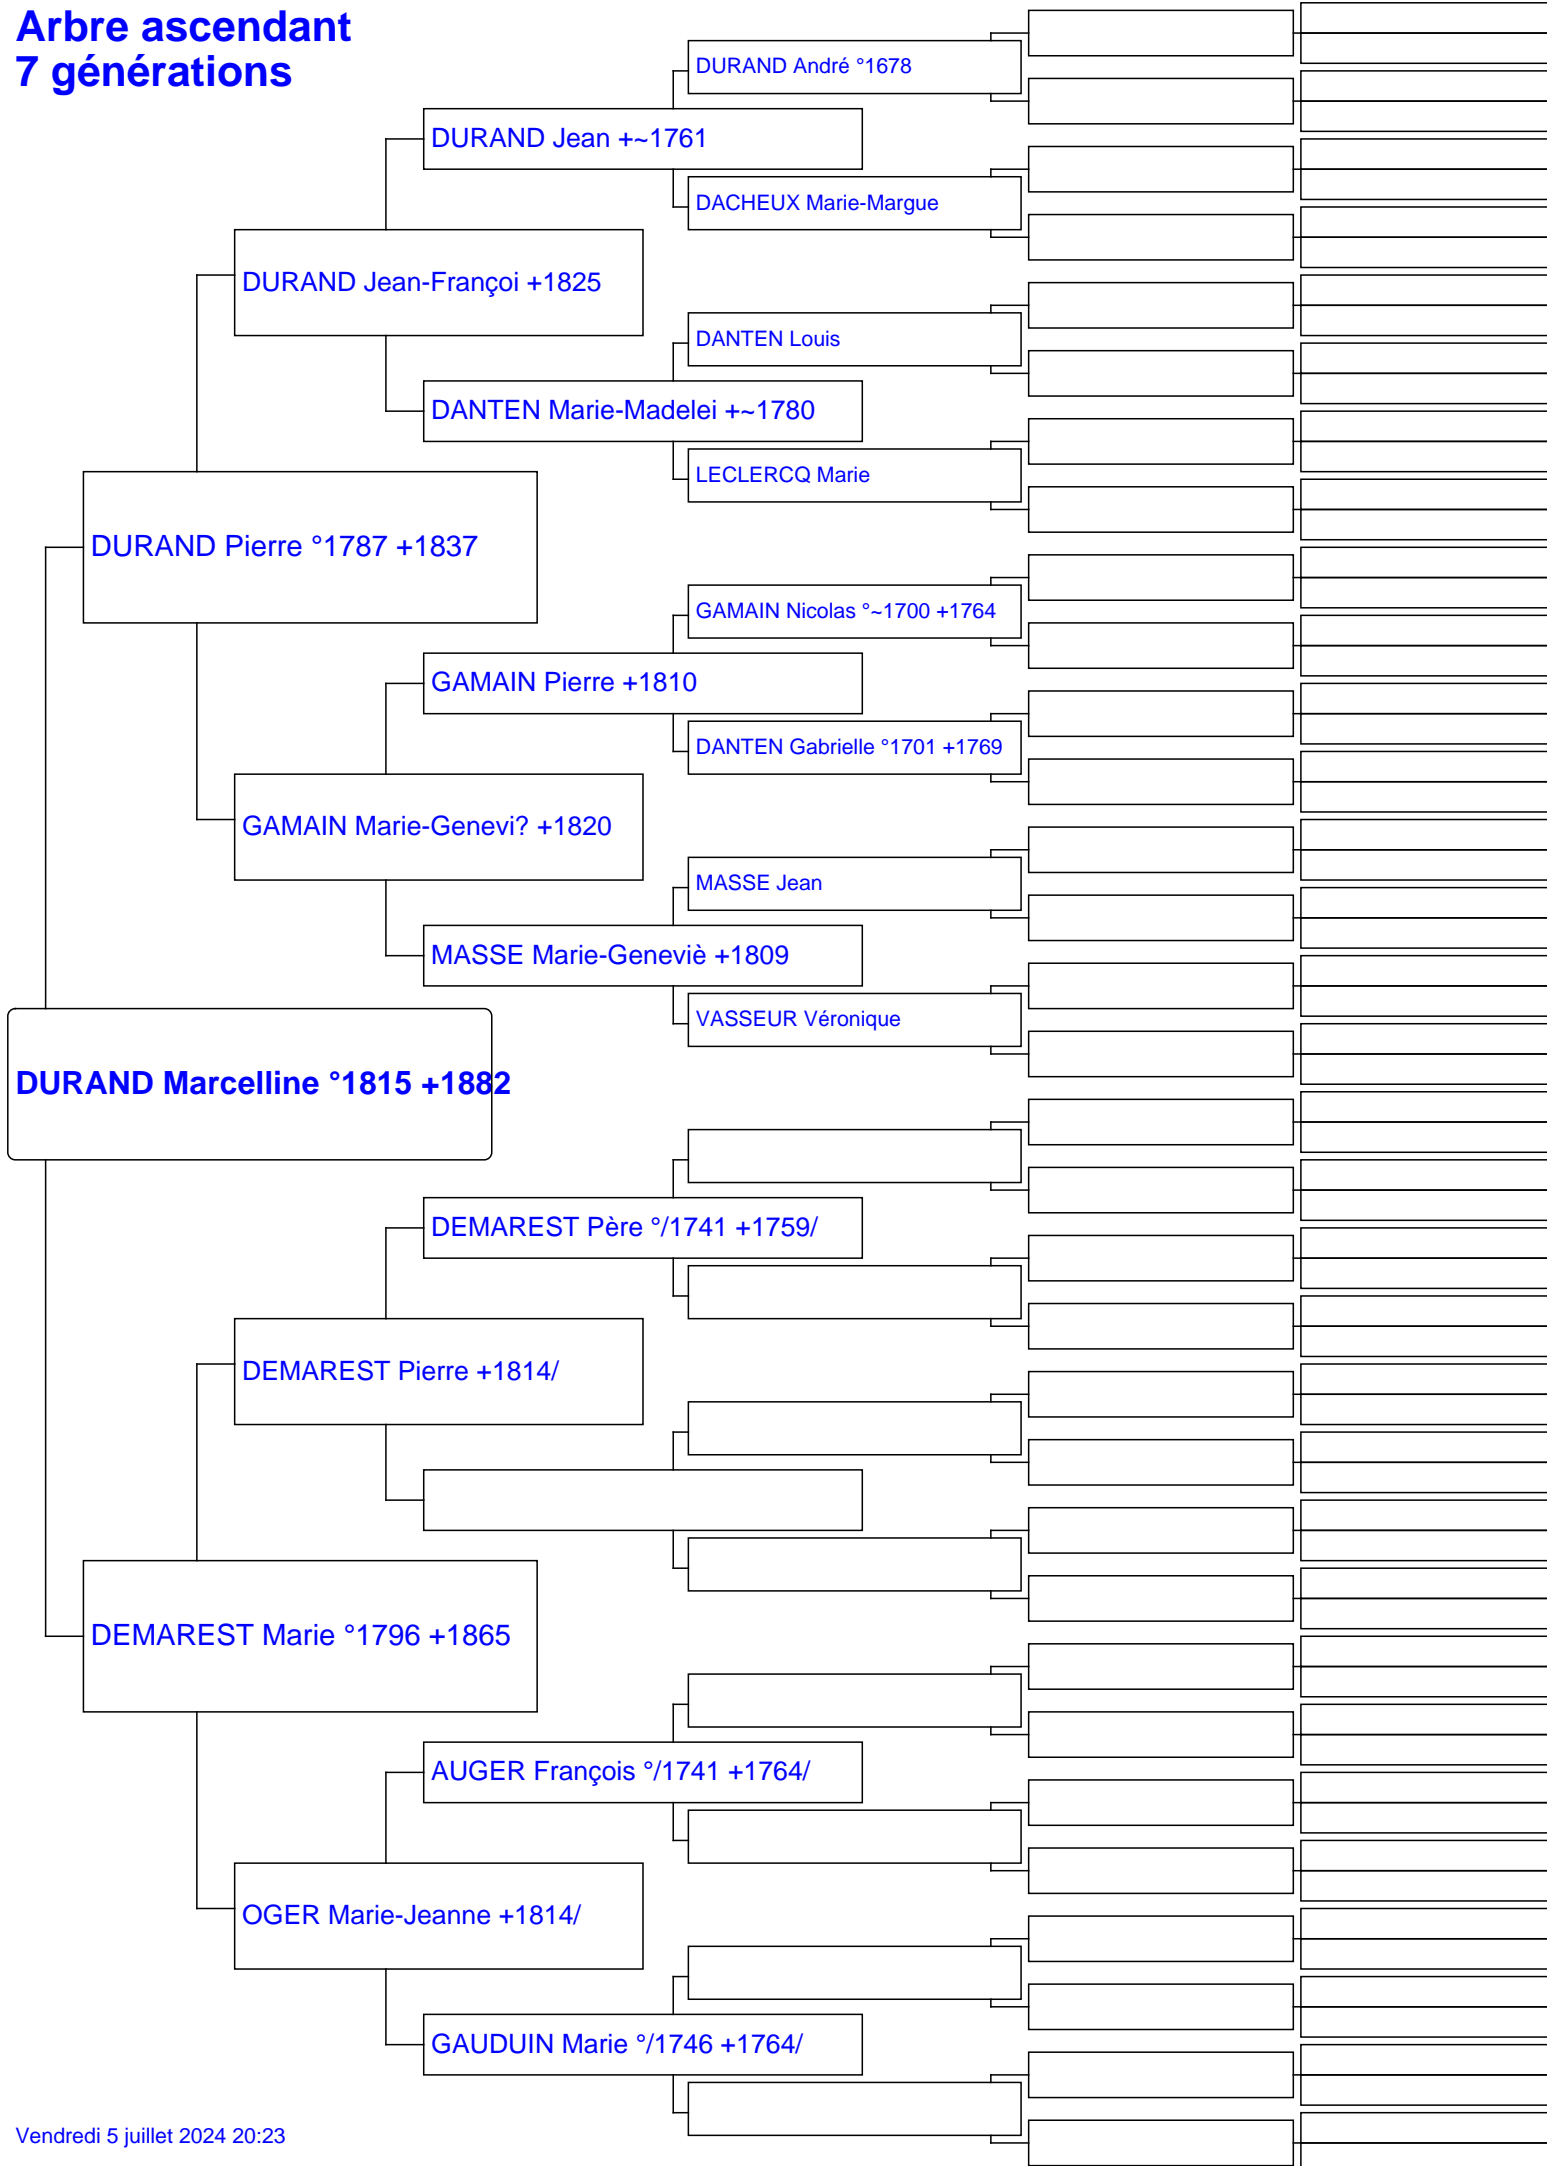 Arbre ascendant
7 générations
DURAND André °1678
DURAND Jean +~1761
DACHEUX Marie-Margue
DURAND Jean-Françoi +1825
DANTEN Louis
DANTEN Marie-Madelei +~1780
LECLERCQ Marie
DURAND Pierre °1787 +1837
GAMAIN Nicolas °~1700 +1764
GAMAIN Pierre +1810
DANTEN Gabrielle °1701 +1769
GAMAIN Marie-Genevi? +1820
MASSE Jean
MASSE Marie-Geneviè +1809
VASSEUR Véronique
DURAND Marcelline °1815 +1882
DEMAREST Père °/1741 +1759/
DEMAREST Pierre +1814/
DEMAREST Marie °1796 +1865
AUGER François °/1741 +1764/
OGER Marie-Jeanne +1814/
GAUDUIN Marie °/1746 +1764/
Vendredi 5 juillet 2024 20:23